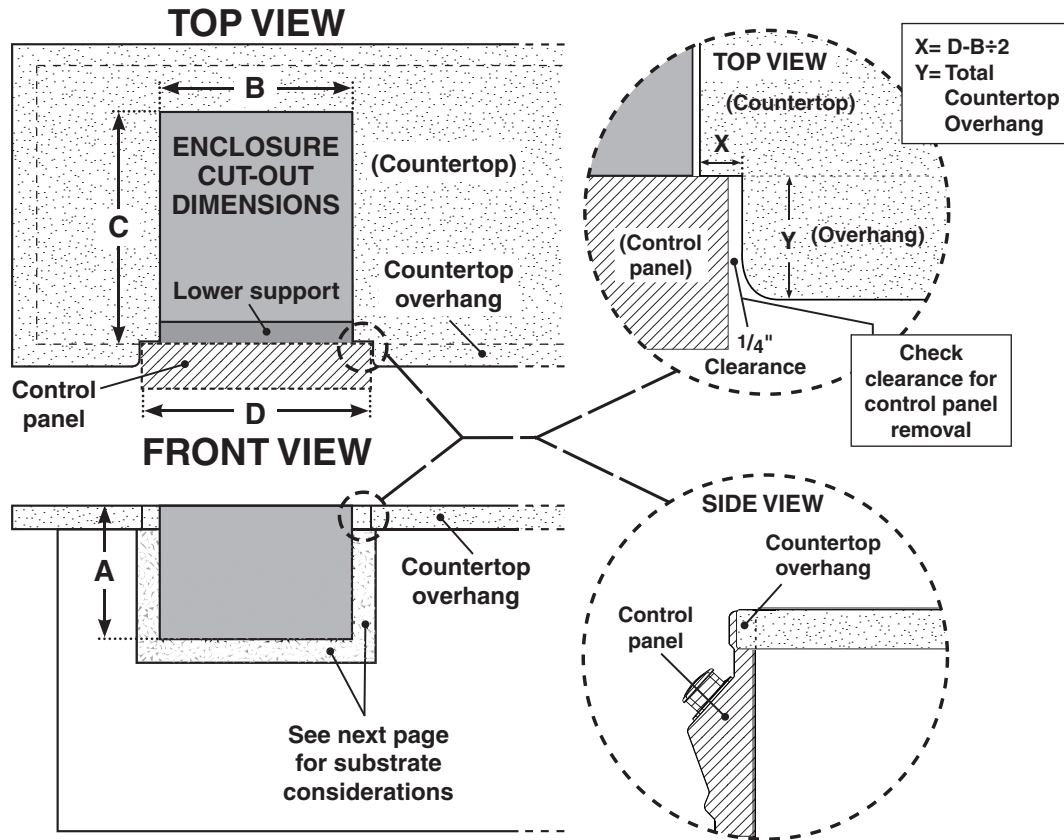 TOP VIEW
B
ENCLOSURE
CUT-OUT
DIMENSIONS
(Countertop)
C
Lower support
Countertop
overhang
Control
panel
D
TOP VIEW
(Countertop)
X
X= D-B÷2
Y= Total
Countertop
Overhang
(Control
panel)
Y
(Overhang)
1/4"
Clearance
Check
clearance for
control panel
removal
FRONT VIEW
A
Countertop
overhang
See next page
for substrate
considerations
SIDE VIEW
Countertop
overhang
Control
panel